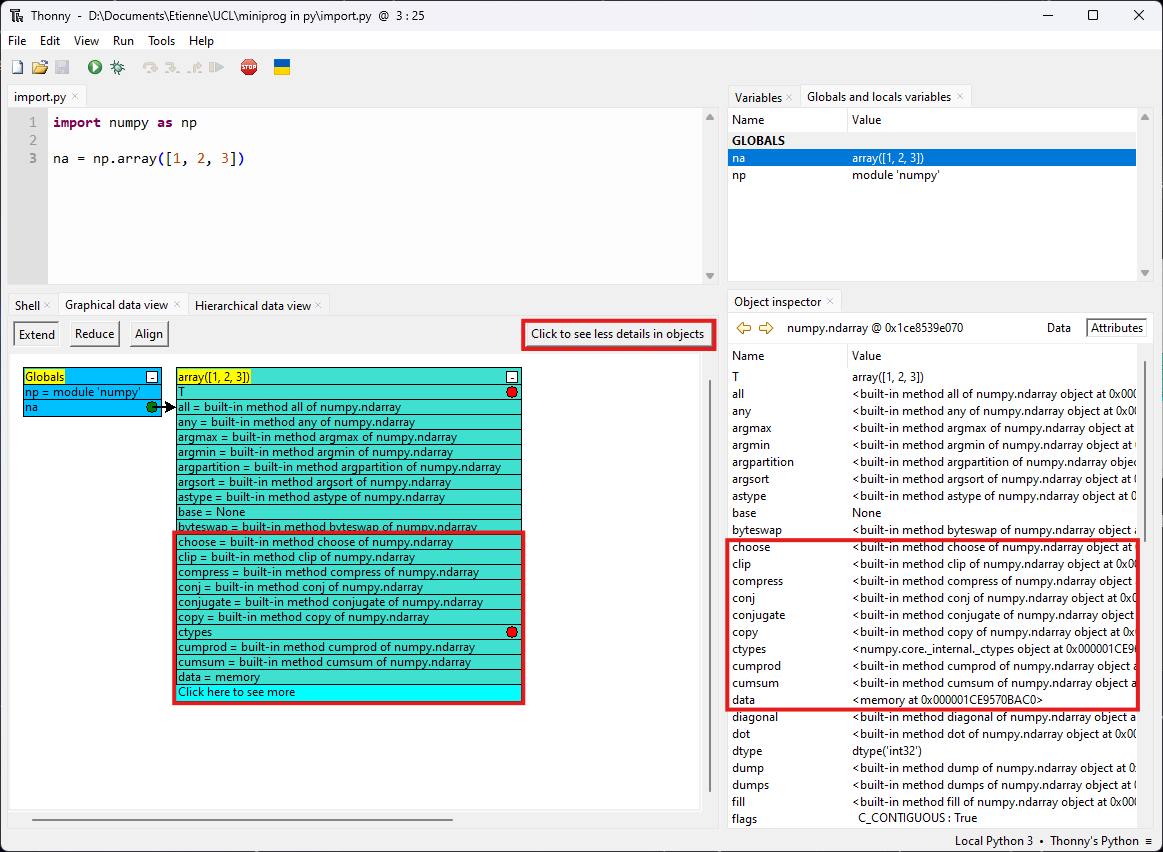 Thonny - D:\Documents\Etienne\UCL\miniprog in py\import.py @ 3 : 25
File Edit View Run Tools Help
STOP
import.py ×
1 import numpy as np
2
3 na = np.array([1, 2, 3])
Variables × Globals and locals variables ×
Name Value
GLOBALS
na array([1, 2, 3])
np module 'numpy'
Shell × Graphical data view × Hierarchical data view ×
Extend Reduce Align Click to see less details in objects
Globals -
np = module 'numpy'
na
array([1, 2, 3]) -
T
all = built-in method all of numpy.ndarray
any = built-in method any of numpy.ndarray
argmax = built-in method argmax of numpy.ndarray
argmin = built-in method argmin of numpy.ndarray
argpartition = built-in method argpartition of numpy.ndarray
argsort = built-in method argsort of numpy.ndarray
astype = built-in method astype of numpy.ndarray
base = None
byteswap = built-in method byteswap of numpy.ndarray
choose = built-in method choose of numpy.ndarray
clip = built-in method clip of numpy.ndarray
compress = built-in method compress of numpy.ndarray
conj = built-in method conj of numpy.ndarray
conjugate = built-in method conjugate of numpy.ndarray
copy = built-in method copy of numpy.ndarray
ctypes
cumprod = built-in method cumprod of numpy.ndarray
cumsum = built-in method cumsum of numpy.ndarray
data = memory
Click here to see more
Object inspector ×
numpy.ndarray @ 0x1ce8539e070 Data Attributes
Name Value
T array([1, 2, 3])
all <built-in method all of numpy.ndarray object at 0x000
any <built-in method any of numpy.ndarray object at 0x00
argmax <built-in method argmax of numpy.ndarray object at
argmin <built-in method argmin of numpy.ndarray object at
argpartition <built-in method argpartition of numpy.ndarray obje
argsort <built-in method argsort of numpy.ndarray object at
astype <built-in method astype of numpy.ndarray object at 0
base None
byteswap <built-in method byteswap of numpy.ndarray object
choose <built-in method choose of numpy.ndarray object at
clip <built-in method clip of numpy.ndarray object at 0x00
compress <built-in method compress of numpy.ndarray object
conj <built-in method conj of numpy.ndarray object at 0x0
conjugate <built-in method conjugate of numpy.ndarray object
copy <built-in method copy of numpy.ndarray object at 0x
ctypes <numpy.core._internal._ctypes object at 0x000001CE9
cumprod <built-in method cumprod of numpy.ndarray object a
cumsum <built-in method cumsum of numpy.ndarray object a
data <memory at 0x000001CE9570BAC0>
diagonal <built-in method diagonal of numpy.ndarray object a
dot <built-in method dot of numpy.ndarray object at 0x00
dtype dtype('int32')
dump <built-in method dump of numpy.ndarray object at 0
dumps <built-in method dumps of numpy.ndarray object at
fill <built-in method fill of numpy.ndarray object at 0x000
flags C_CONTIGUOUS : True
Local Python 3 • Thonny's Python ≡